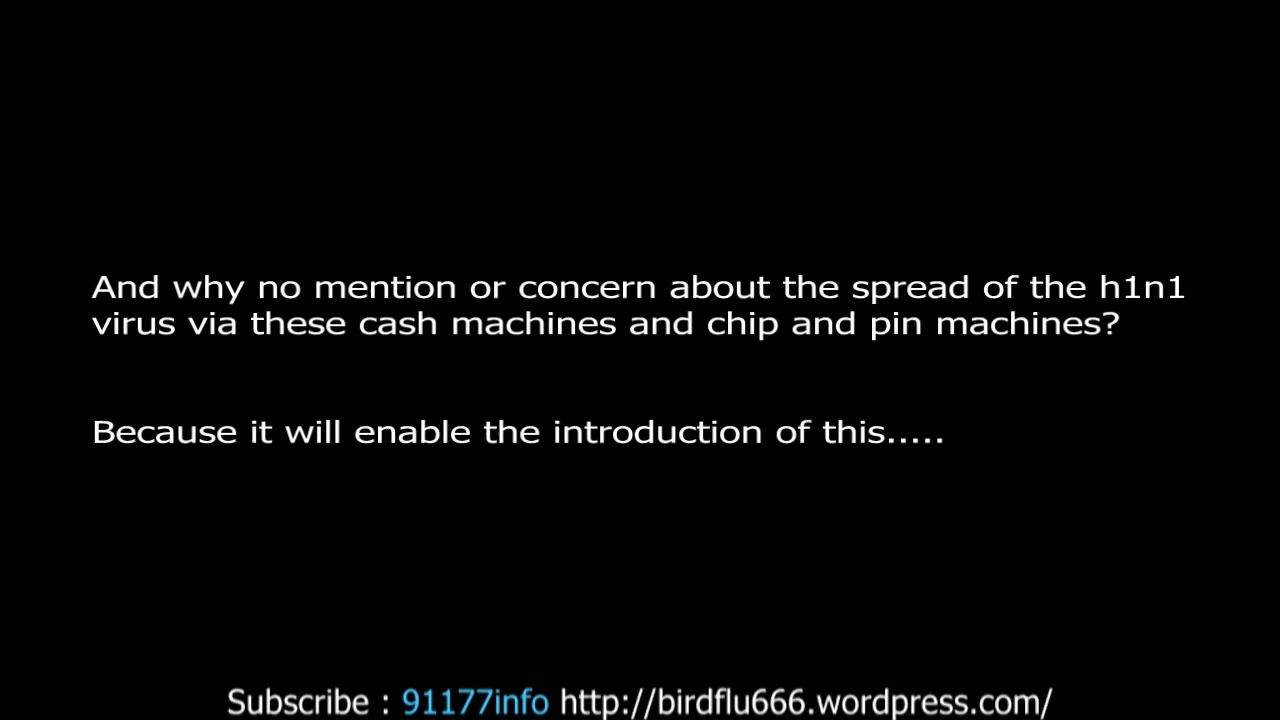 And why no mention or concern about the spread of the h1n1
virus via these cash machines and chip and pin machines?
Because it will enable the introduction of this.....
Subscribe : 91177info http://birdflu666.wordpress.com/